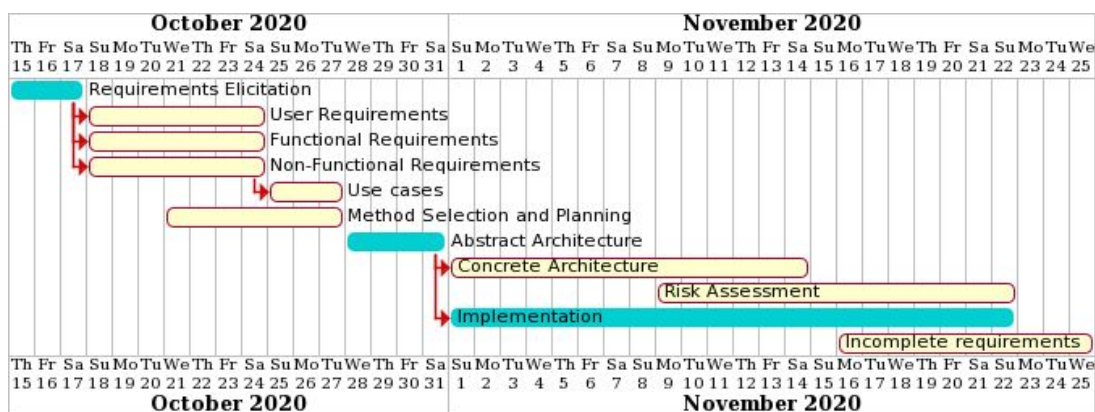 October 2020 November 2020
Th Fr Sa Su Mo Tu We Th Fr Sa Su Mo Tu We Th Fr Sa Su Mo Tu We Th Fr Sa Su Mo Tu We Th Fr Sa Su Mo Tu We Th Fr Sa Su Mo Tu We
15 16 17 18 19 20 21 22 23 24 25 26 27 28 29 30 31 1 2 3 4 5 6 7 8 9 10 11 12 13 14 15 16 17 18 19 20 21 22 23 24 25
Requirements Elicitation
User Requirements
Functional Requirements
Non-Functional Requirements
Use cases
Method Selection and Planning
Abstract Architecture
Concrete Architecture
Risk Assessment
Implementation
Incomplete requirements
Th Fr Sa Su Mo Tu We Th Fr Sa Su Mo Tu We Th Fr Sa Su Mo Tu We Th Fr Sa Su Mo Tu We Th Fr Sa Su Mo Tu We Th Fr Sa Su Mo Tu We
15 16 17 18 19 20 21 22 23 24 25 26 27 28 29 30 31 1 2 3 4 5 6 7 8 9 10 11 12 13 14 15 16 17 18 19 20 21 22 23 24 25
October 2020 November 2020